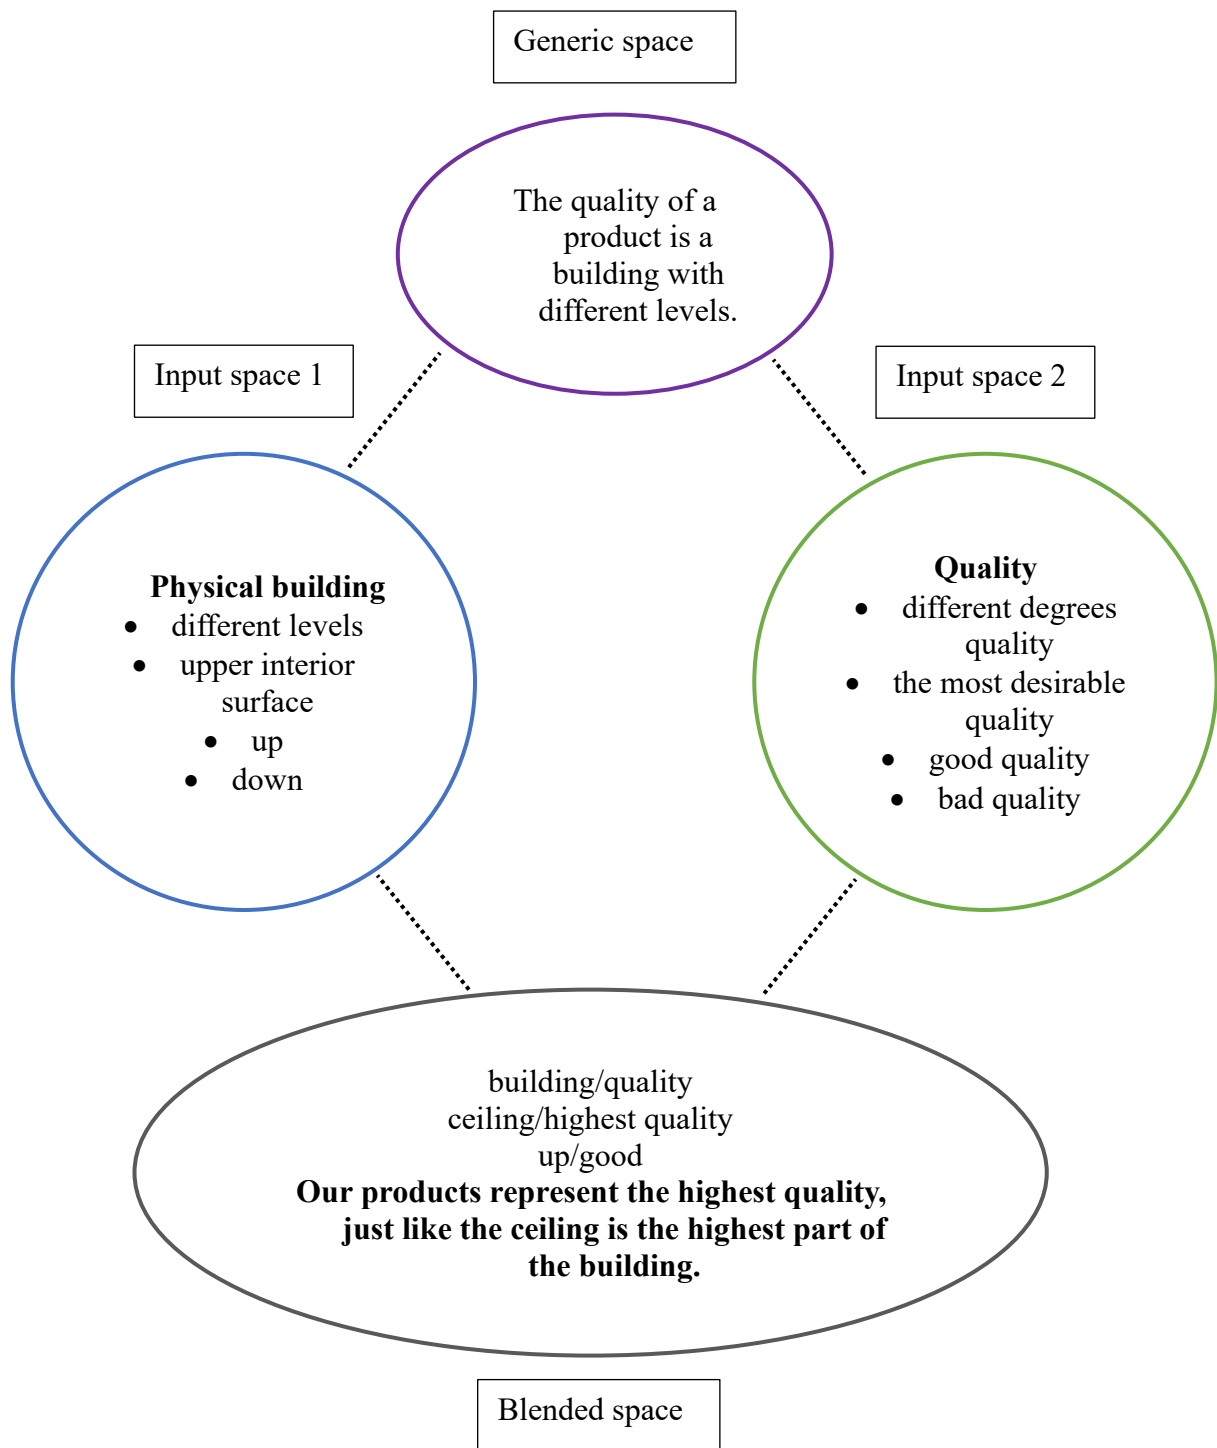 Generic space
The quality of a
product is a
building with
different levels.
Input space 1
Input space 2
Physical building
• different levels
• upper interior
surface
• up
• down
Quality
• different degrees
quality
• the most desirable
quality
• good quality
• bad quality
building/quality
ceiling/highest quality
up/good
Our products represent the highest quality,
just like the ceiling is the highest part of
the building.
Blended space